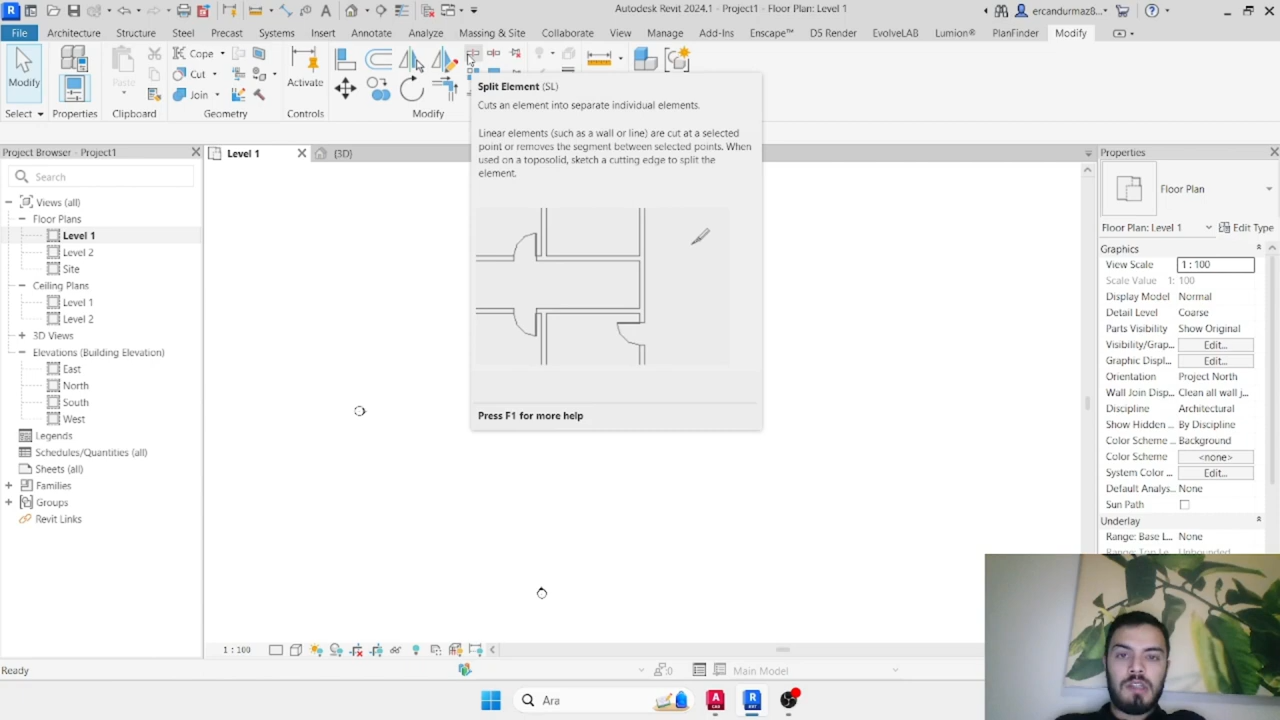 Autodesk Revit 2024.1 - Project1 - Floor Plan: Level 1
ercandurmaz8...
File Architecture Structure Steel Precast Systems Insert Annotate Analyze Massing & Site Collaborate View Manage Add-Ins Enscape™ D5 Render EvolveLAB Lumion® PlanFinder Modify
Modify
Properties
Paste
Cope
Cut
Join
Activate
Select Properties Clipboard Geometry Controls Modify
Split Element (SL)
Cuts an element into separate individual elements.
Linear elements (such as a wall or line) are cut at a selected
point or removes the segment between selected points. When
used on a toposolid, sketch a cutting edge to split the
element.
Press F1 for more help
Project Browser - Project1
Search
Views (all)
Floor Plans
Level 1
Level 2
Site
Ceiling Plans
Level 1
Level 2
3D Views
Elevations (Building Elevation)
East
North
South
West
Legends
Schedules/Quantities (all)
Sheets (all)
Families
Groups
Revit Links
Level 1
(3D)
Properties
Floor Plan
Floor Plan: Level 1 Edit Type
Graphics
View Scale 1 : 100
Scale Value 1: 100
Display Model Normal
Detail Level Coarse
Parts Visibility Show Original
Visibility/Grap... Edit...
Graphic Displ... Edit...
Orientation Project North
Wall Join Disp... Clean all wall j...
Discipline Architectural
Show Hidden ... By Discipline
Color Scheme ... Background
Color Scheme <none>
System Color ... Edit...
Default Analys... None
Sun Path
Underlay
Range: Base L... None
Range: Top Le... Unbounded
1 : 100
Ready
:0
Main Model
Ara